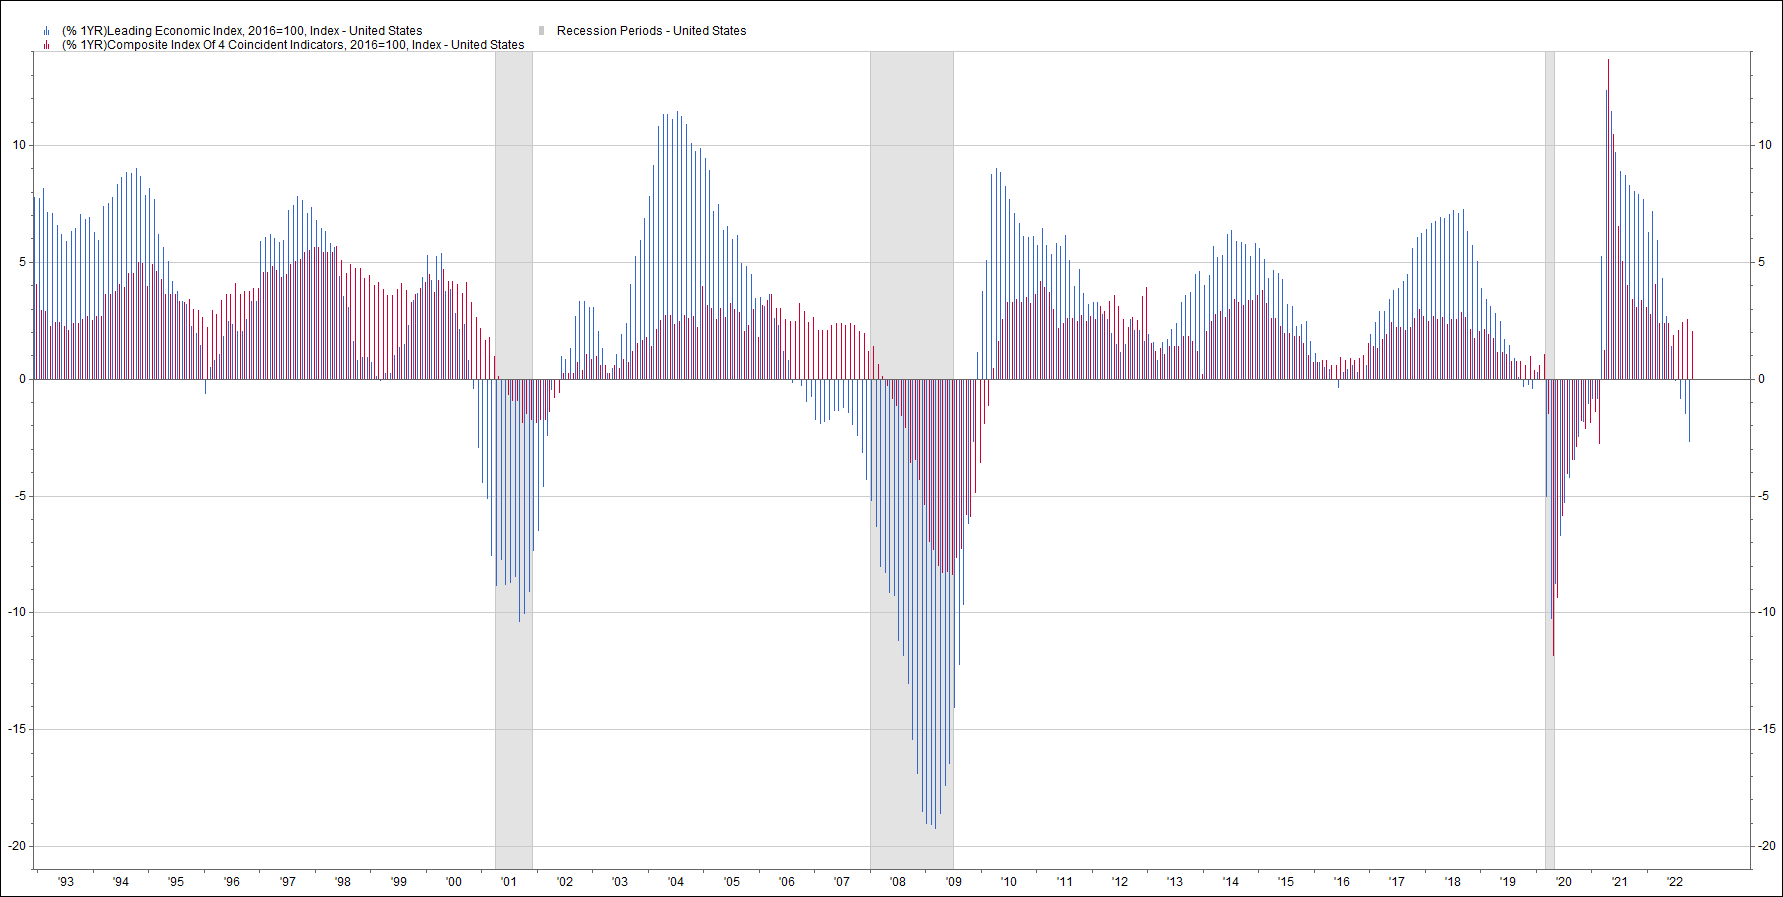 (% 1YR)Leading Economic Index, 2016=100, Index - United States
Recession Periods - United States
(% 1YR)Composite Index Of 4 Coincident Indicators, 2016=100, Index - United States
10 10
5 5
0 0
-5 -5
-10 -10
-15 -15
-20 -20
'93 '94 '95 '96 '97 '98 '99 '00 '01 '02 '03 '04 '05 '06 '07 '08 '09 '10 '11 '12 '13 '14 '15 '16 '17 '18 '19 '20 '21 '22